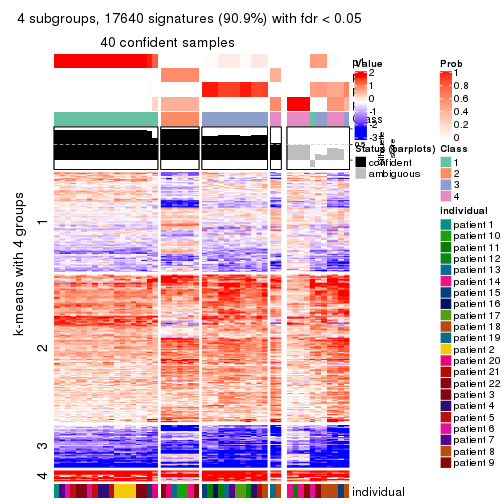 4 subgroups, 17640 signatures (90.9%) with fdr < 0.05
40 confident samples
k-means with 4 groups
1
2
3
4
Value
2
1
0
-1
-2
-3
Status (barplots)
confident
ambiguous
Prob
1
0.8
0.6
0.4
0.2
0
Class
1
2
3
4
Individual
patient 1
patient 10
patient 11
patient 12
patient 13
patient 14
patient 15
patient 16
patient 17
patient 18
patient 19
patient 2
patient 20
patient 21
patient 22
patient 3
patient 4
patient 5
patient 6
patient 7
patient 8
patient 9
individual